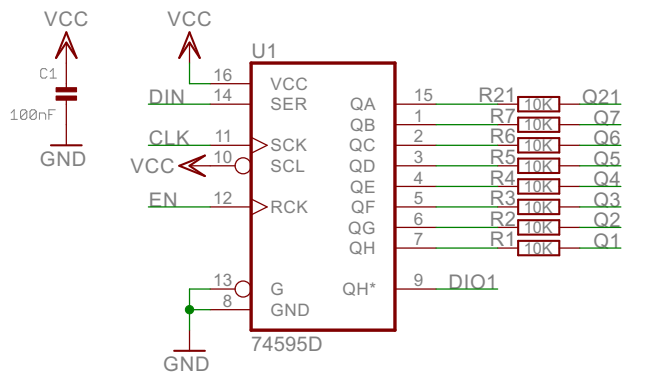 VCC VCC
U1
C1
100nF
GND
16 VCC
DIN 14 SER QA 15 R21 10K Q21
QB 1 R7 10K Q7
CLK 11 SCK QC 2 R6 10K Q6
VCC 10 SCL QD 3 R5 10K Q5
QE 4 R4 10K Q4
EN 12 RCK QF 5 R3 10K Q3
QG 6 R2 10K Q2
QH 7 R1 10K Q1
13 G QH* 9 DIO1
8 GND
74595D
GND